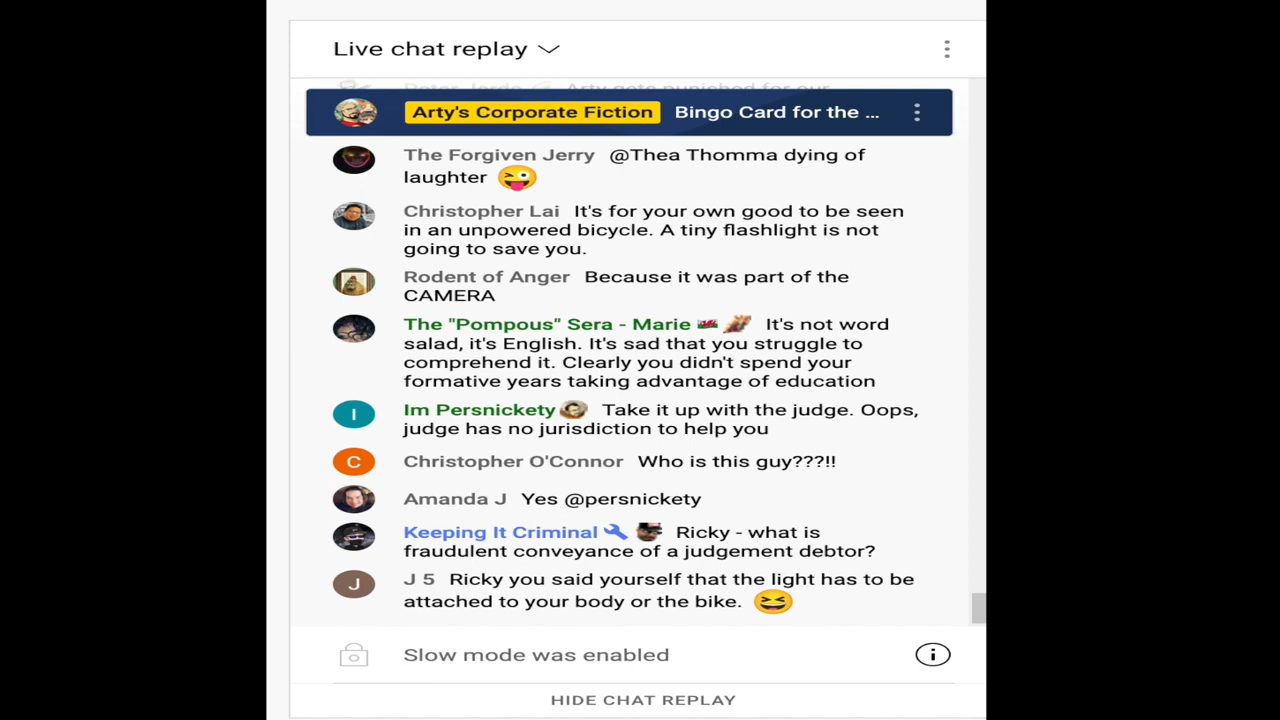 Live chat replay
Arty gets punished for our
Arty's Corporate Fiction Bingo Card for the ...
The Forgiven Jerry @Thea Thomma dying of
laughter 😜
Christopher Lai It's for your own good to be seen
in an unpowered bicycle. A tiny flashlight is not
going to save you.
Rodent of Anger Because it was part of the
CAMERA
The "Pompous" Sera - Marie It's not word
salad, it's English. It's sad that you struggle to
comprehend it. Clearly you didn't spend your
formative years taking advantage of education
I Im Persnickety Take it up with the judge. Oops,
judge has no jurisdiction to help you
C Christopher O'Connor Who is this guy???!!
Amanda J Yes @persnickety
Keeping It Criminal Ricky - what is
fraudulent conveyance of a judgement debtor?
J J 5 Ricky you said yourself that the light has to be
attached to your body or the bike. 😆
Slow mode was enabled
HIDE CHAT REPLAY